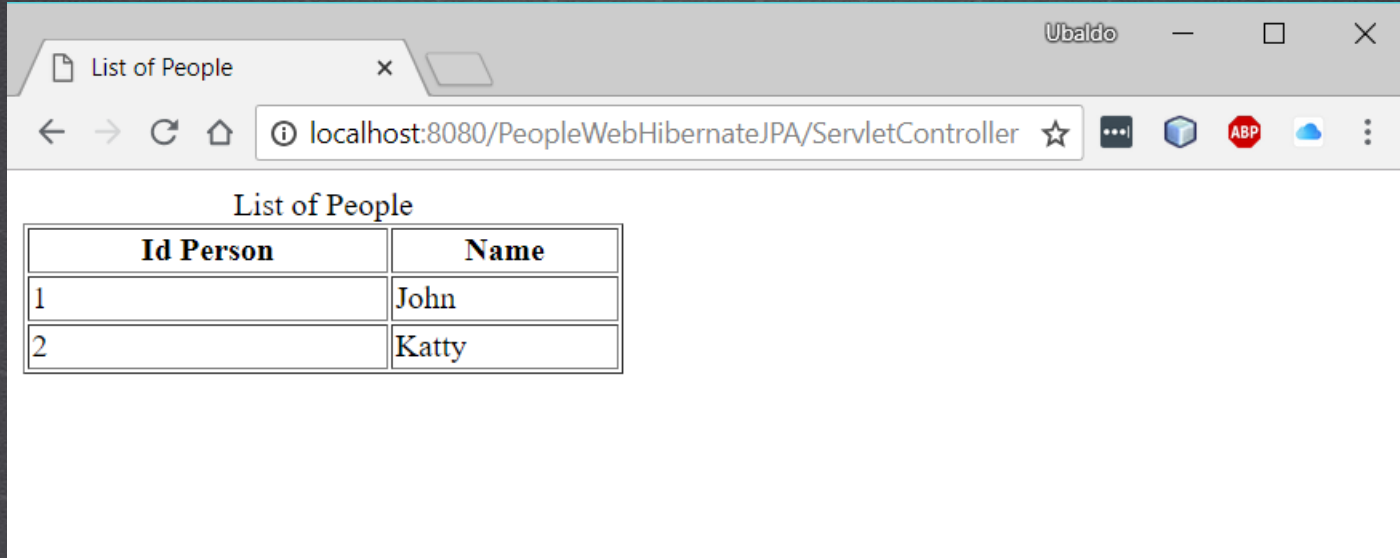 Ubaldo
List of People
localhost:8080/PeopleWebHibernateJPA/ServletController
ABP
List of People
Id Person Name
1 John
2 Katty